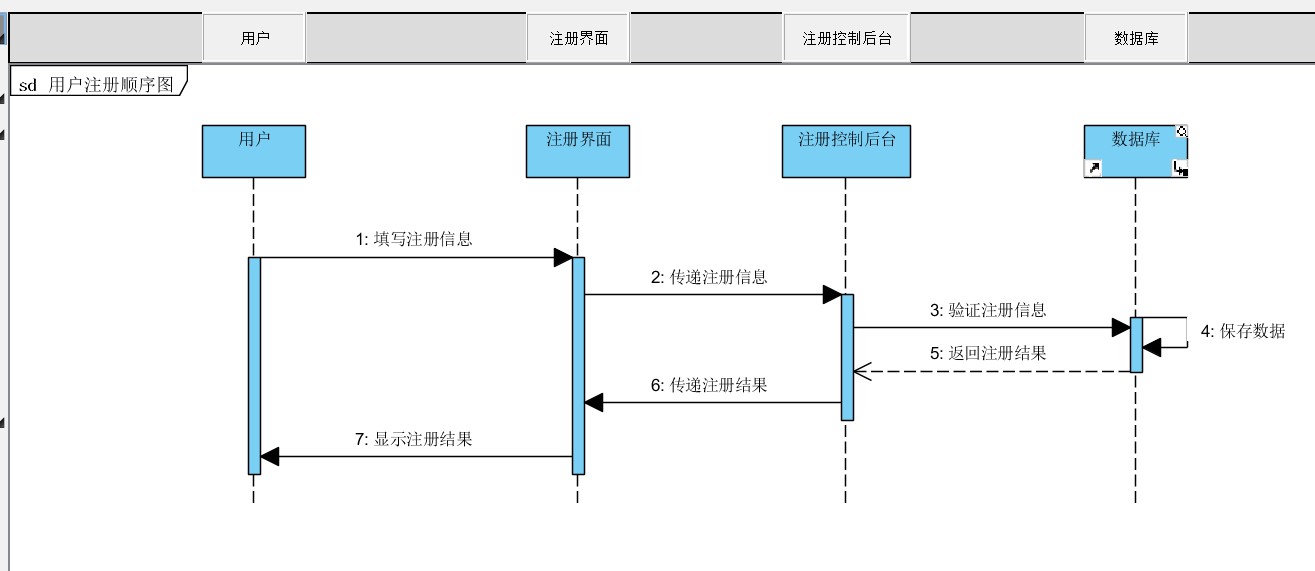 用户 注册界面 注册控制后台 数据库
sd 用户注册顺序图
用户 注册界面 注册控制后台 数据库
1: 填写注册信息
2: 传递注册信息
3: 验证注册信息
4: 保存数据
5: 返回注册结果
6: 传递注册结果
7: 显示注册结果